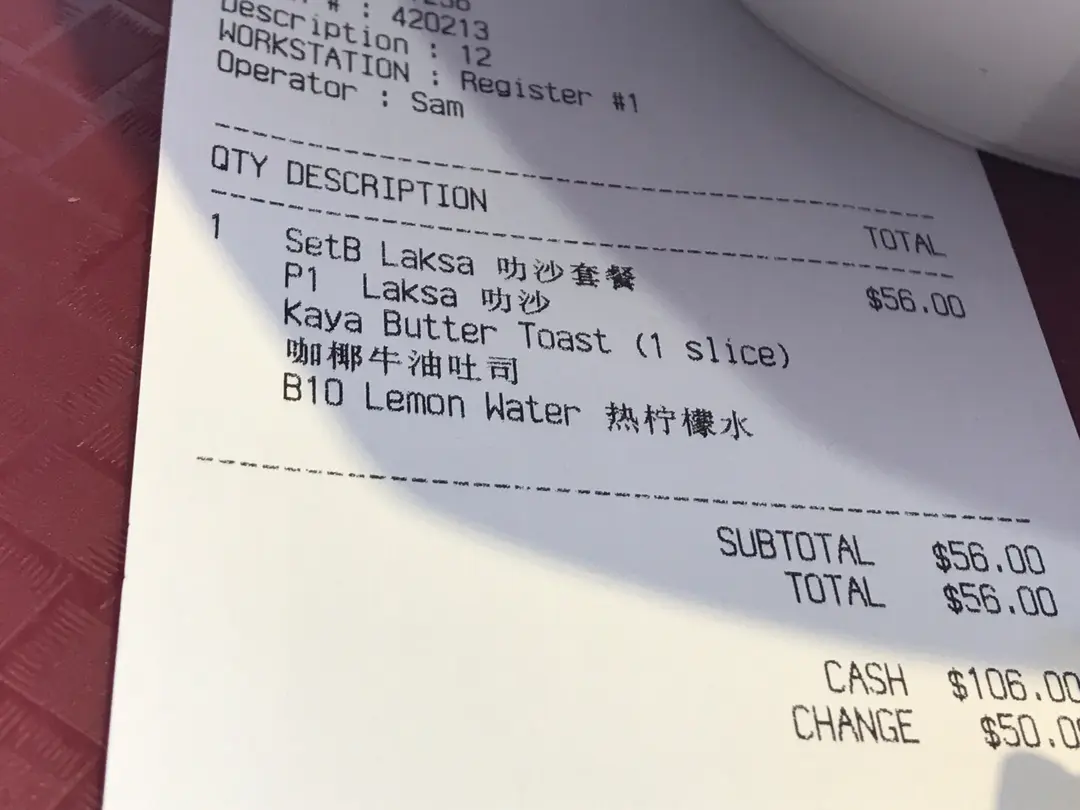 # : 420213
Description : 12
WORKSTATION : Register #1
Operator : Sam
QTY DESCRIPTION TOTAL
1 SetB Laksa 叻沙套餐 $56.00
P1 Laksa 叻沙
Kaya Butter Toast (1 slice)
咖椰牛油吐司
B10 Lemon Water 热柠檬水
SUBTOTAL $56.00
TOTAL $56.00
CASH $106.00
CHANGE $50.00